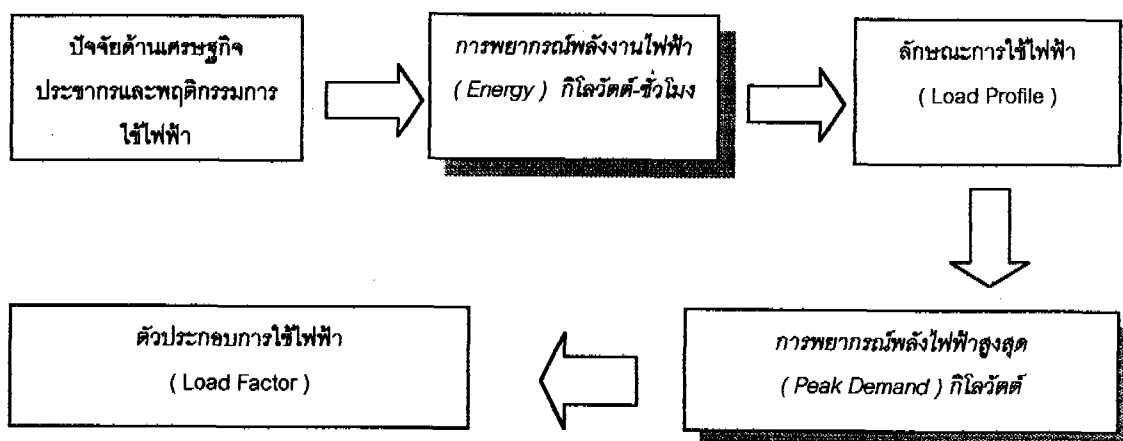 ปัจจัยด้านเศรษฐกิจ
ประชากรและพฤติกรรมการ
ใช้ไฟฟ้า
การพยากรณ์พลังงานไฟฟ้า
( Energy ) กิโลวัตต์-ชั่วโมง
ลักษณะการใช้ไฟฟ้า
( Load Profile )
ตัวประกอบการใช้ไฟฟ้า
( Load Factor )
การพยากรณ์พลังไฟฟ้าสูงสุด
( Peak Demand ) กิโลวัตต์